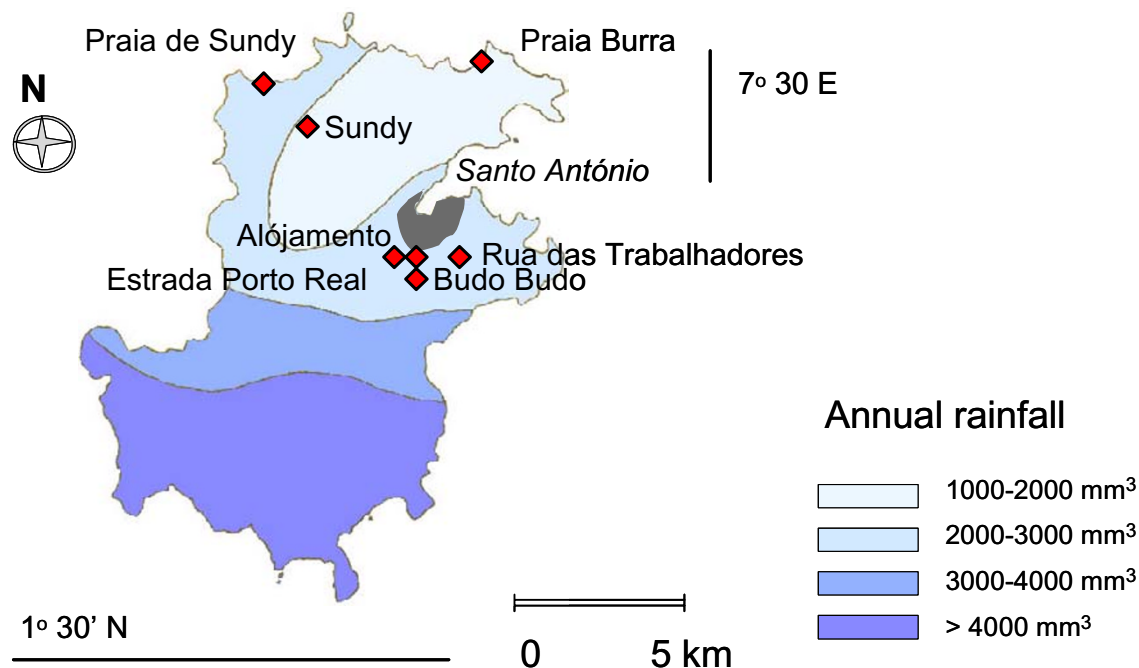 Praia de Sundy
Praia Burra
N
7º 30 E
Sundy
Santo António
Alójamento
Rua das Trabalhadores
Estrada Porto Real
Budo Budo
Annual rainfall
1000-2000 mm³
2000-3000 mm³
3000-4000 mm³
> 4000 mm³
1º 30’ N
0 5 km